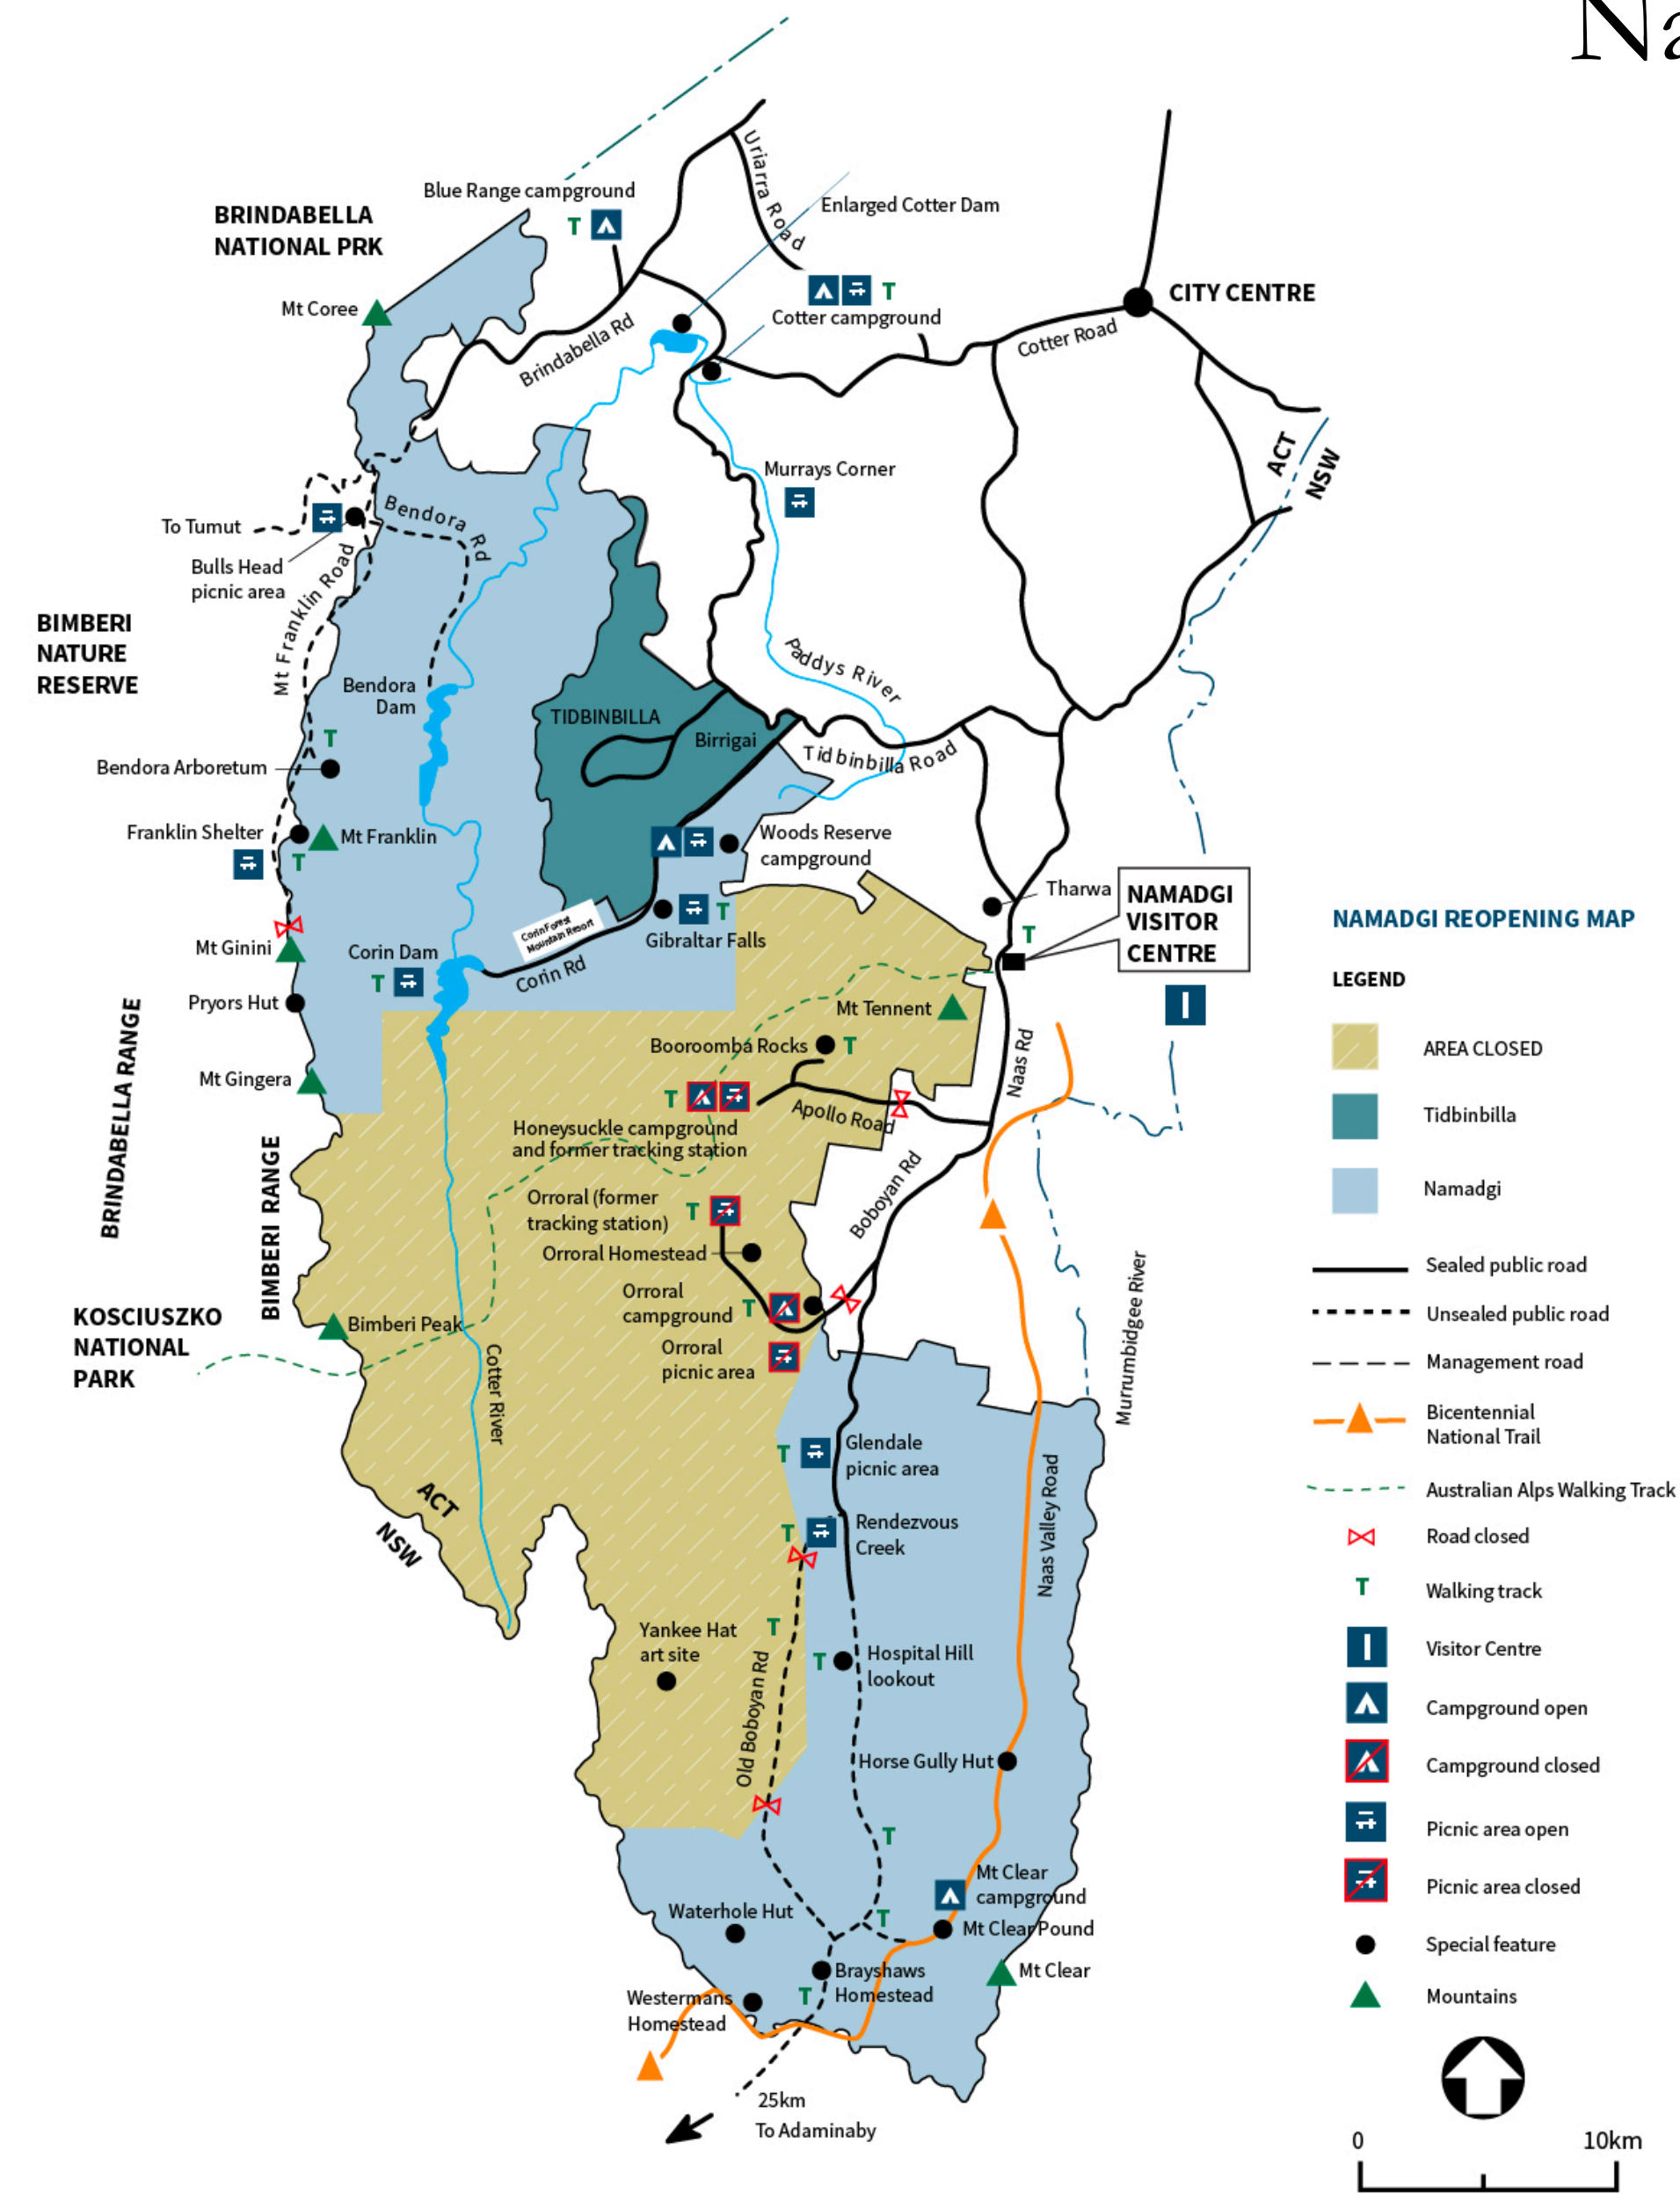 Na
Blue Range campground
BRINDABELLA
NATIONAL PRK
T
Uriarra Road
Enlarged Cotter Dam
Mt Coree
T
Cotter campground
CITY CENTRE
Brindabella Rd
Cotter Road
ACT
NSW
Murrays Corner
To Tumut
Bendora Rd
Bulls Head
picnic area
Mt Franklin Road
BIMBERI
NATURE
RESERVE
Paddys River
Bendora
Dam
TIDBINBILLA
Birrigai
T
Tidbinbilla Road
Bendora Arboretum
Franklin Shelter
Mt Franklin
T
Woods Reserve
campground
Tharwa
NAMADGI
VISITOR
CENTRE
T
T
Gibraltar Falls
Corin Forest
Mountain Resort
Mt Ginini
Corin Dam
T
Corin Rd
Pryors Hut
Mt Tennent
BRINDABELLA RANGE
Booroomba Rocks
T
Naas Rd
Mt Gingera
T
Apollo Road
Honeysuckle campground
and former tracking station
BIMBERI RANGE
Boboyan Rd
Orroral (former
tracking station)
T
Orroral Homestead
Orroral
campground
T
Murrumbidgee River
KOSCIUSZKO
NATIONAL
PARK
Bimberi Peak
Orroral
picnic area
Cotter River
T
Glendale
picnic area
Naas Valley Road
ACT
NSW
T
Rendezvous
Creek
Yankee Hat
art site
T
T
Hospital Hill
lookout
Old Boboyan Rd
Horse Gully Hut
T
Mt Clear
campground
Waterhole Hut
T
Mt Clear Pound
Brayshaws
Homestead
Mt Clear
T
Westermans
Homestead
25km
To Adaminaby
NAMADGI REOPENING MAP
LEGEND
AREA CLOSED
Tidbinbilla
Namadgi
Sealed public road
Unsealed public road
Management road
Bicentennial
National Trail
Australian Alps Walking Track
Road closed
T
Walking track
Visitor Centre
Campground open
Campground closed
Picnic area open
Picnic area closed
Special feature
Mountains
0
10km